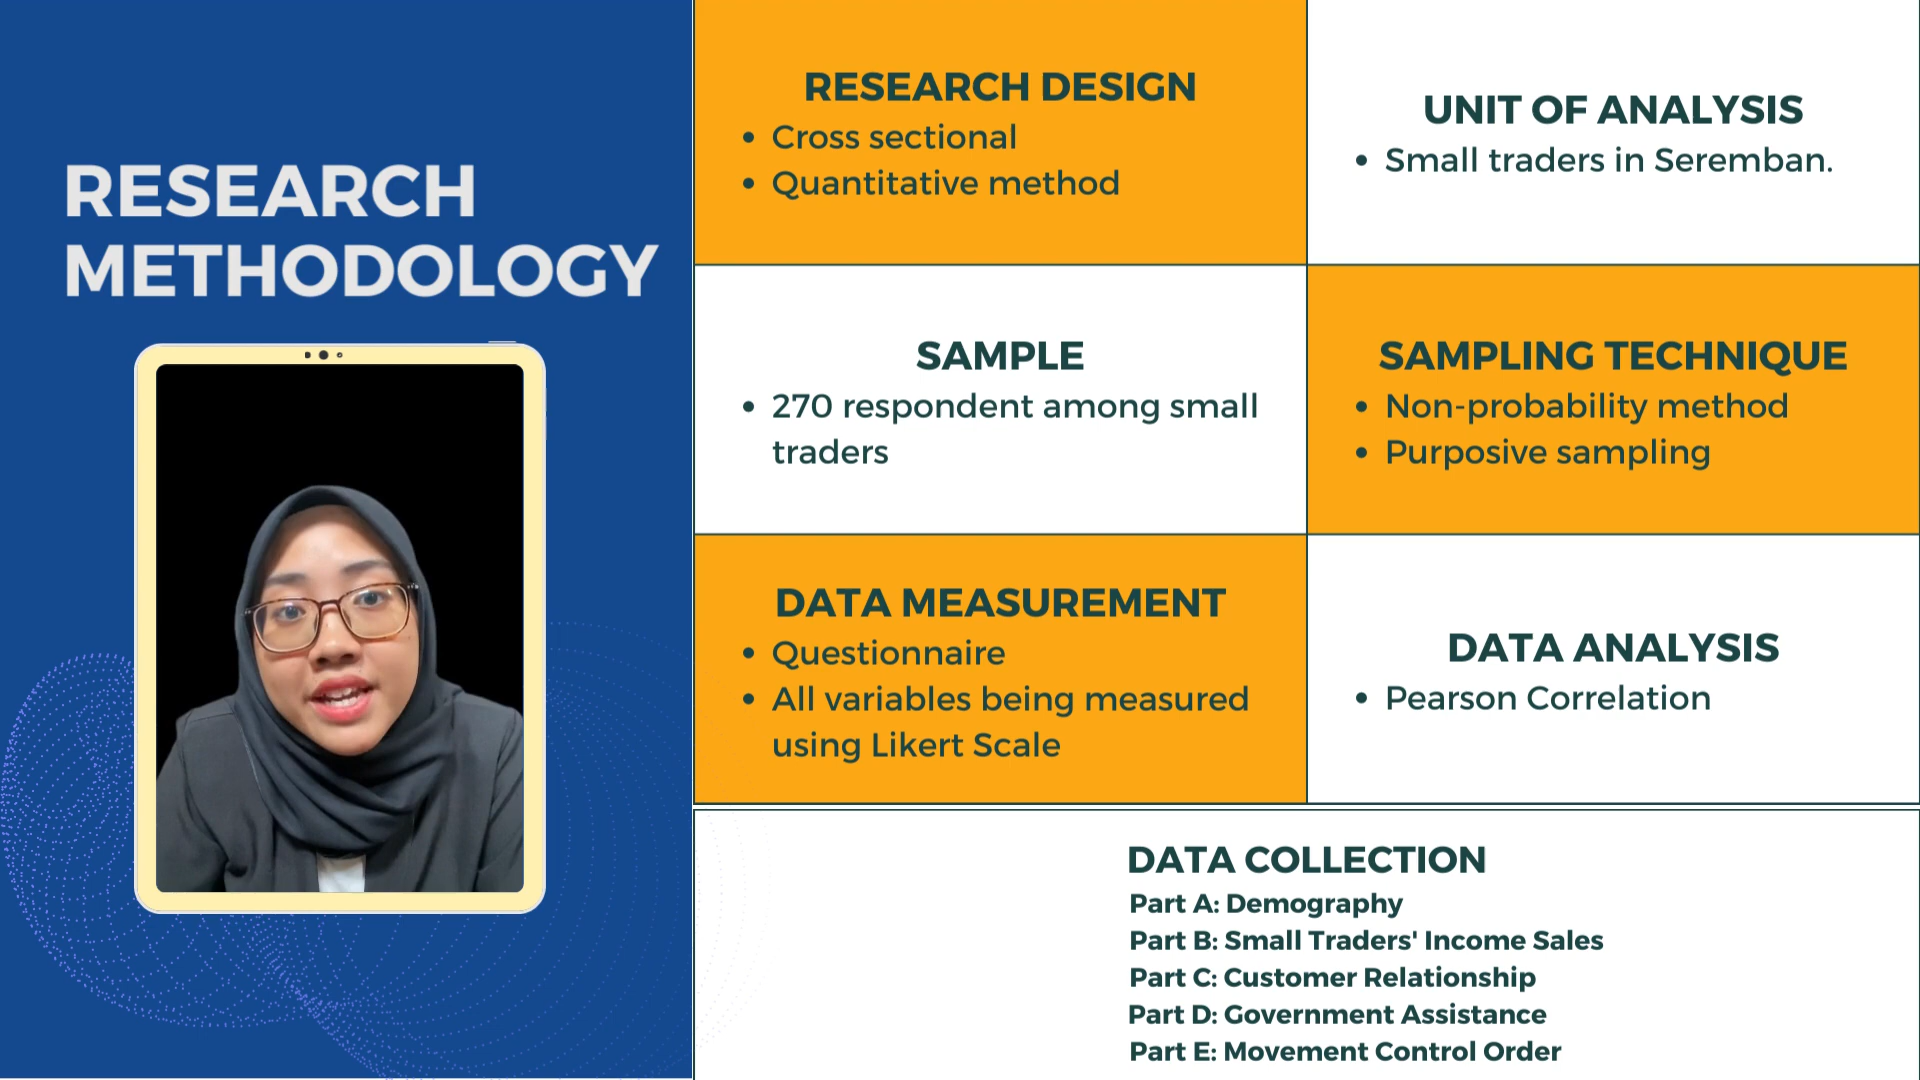 RESEARCH
METHODOLOGY
RESEARCH DESIGN
• Cross sectional
• Quantitative method
UNIT OF ANALYSIS
• Small traders in Seremban.
SAMPLE
• 270 respondent among small
traders
SAMPLING TECHNIQUE
• Non-probability method
• Purposive sampling
DATA MEASUREMENT
• Questionnaire
• All variables being measured
using Likert Scale
DATA ANALYSIS
• Pearson Correlation
DATA COLLECTION
Part A: Demography
Part B: Small Traders' Income Sales
Part C: Customer Relationship
Part D: Government Assistance
Part E: Movement Control Order